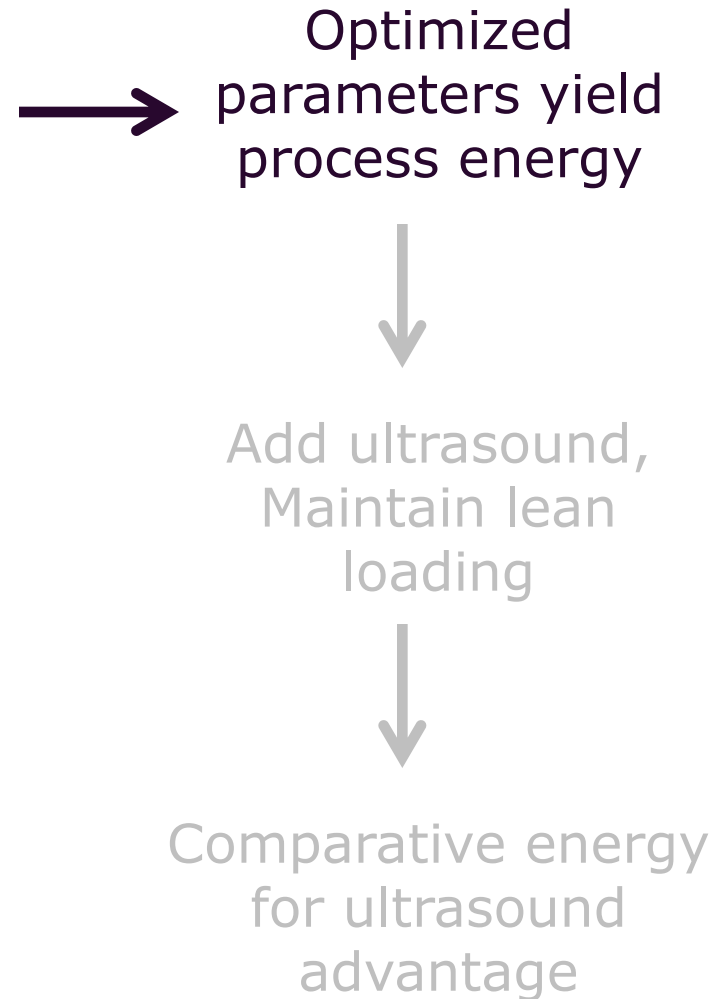 Optimized
parameters yield
process energy
Add ultrasound,
Maintain lean
loading
Comparative energy
for ultrasound
advantage